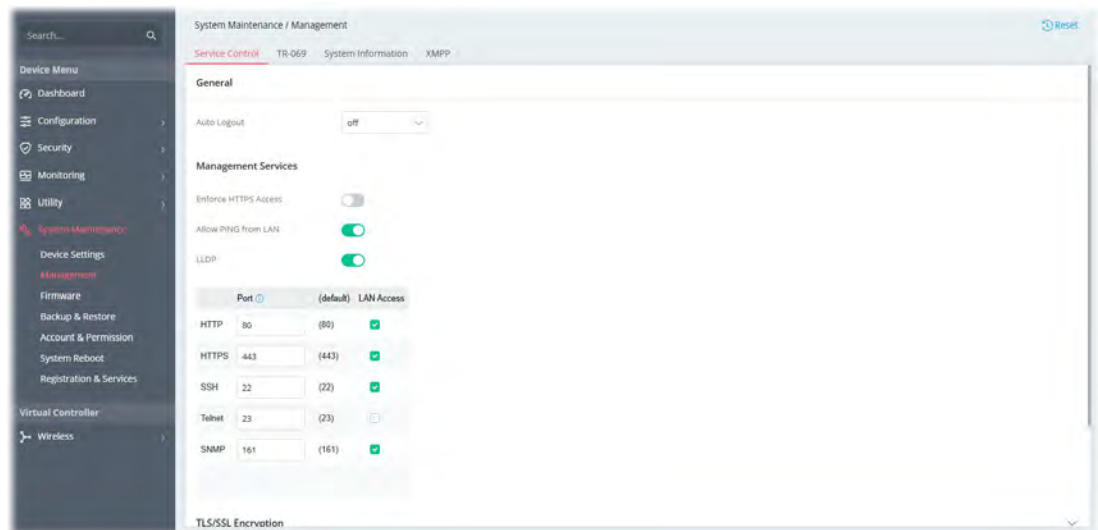 Search...
System Maintenance / Management
Reset
Service Control TR-069 System Information XMPP
Device Menu
General
Dashboard
Configuration
Auto Logout off
Security
Management Services
Monitoring
Utility
Enforce HTTPS Access
System Maintenance
Allow PING from LAN
Device Settings
LLDP
Management
Firmware
Port (default) LAN Access
Backup & Restore
HTTP 80 (80)
Account & Permission
System Reboot
HTTPS 443 (443)
Registration & Services
SSH 22 (22)
Virtual Controller
Telnet 23 (23)
Wireless
SNMP 161 (161)
TLS/SSL Encryption